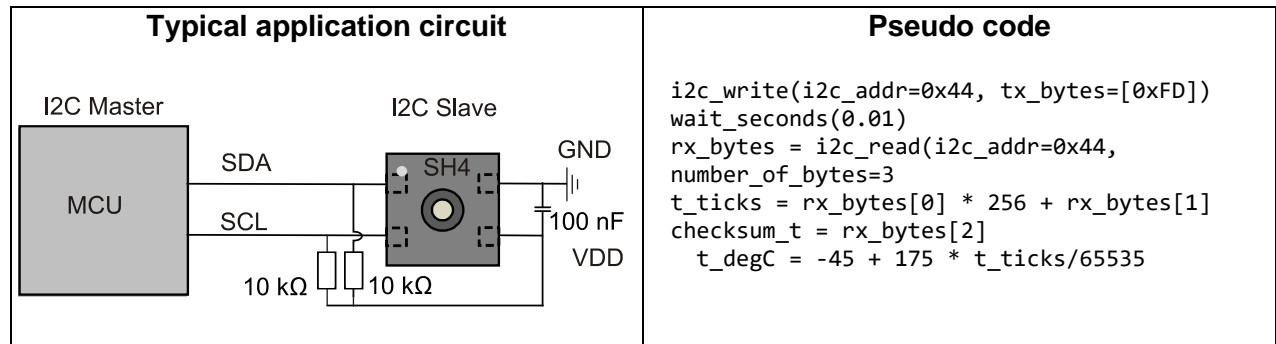 Typical application circuit
I2C Master
I2C Slave
MCU
SDA
SCL
SH4
GND
100 nF
VDD
10 kΩ
10 kΩ
Pseudo code
i2c_write(i2c_addr=0x44, tx_bytes=[0xFD])
wait_seconds(0.01)
rx_bytes = i2c_read(i2c_addr=0x44,
number_of_bytes=3
t_ticks = rx_bytes[0] * 256 + rx_bytes[1]
checksum_t = rx_bytes[2]
t_degC = -45 + 175 * t_ticks/65535